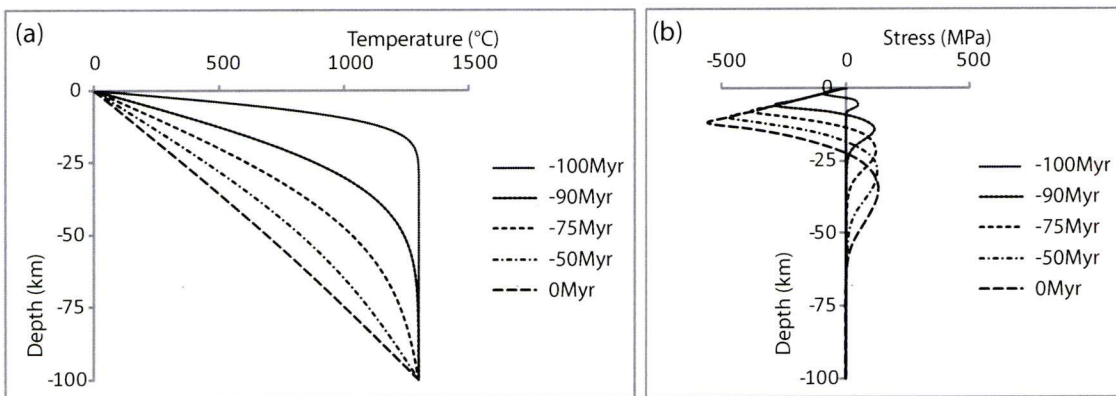 (a)
Temperature (°C)
0 500 1000 1500
0
-25
-50
-75
-100
Depth (km)
-100Myr
-90Myr
-75Myr
-50Myr
0Myr
(b)
Stress (MPa)
-500 0 500
0
-25
-50
-75
-100
Depth (km)
-100Myr
-90Myr
-75Myr
-50Myr
0Myr